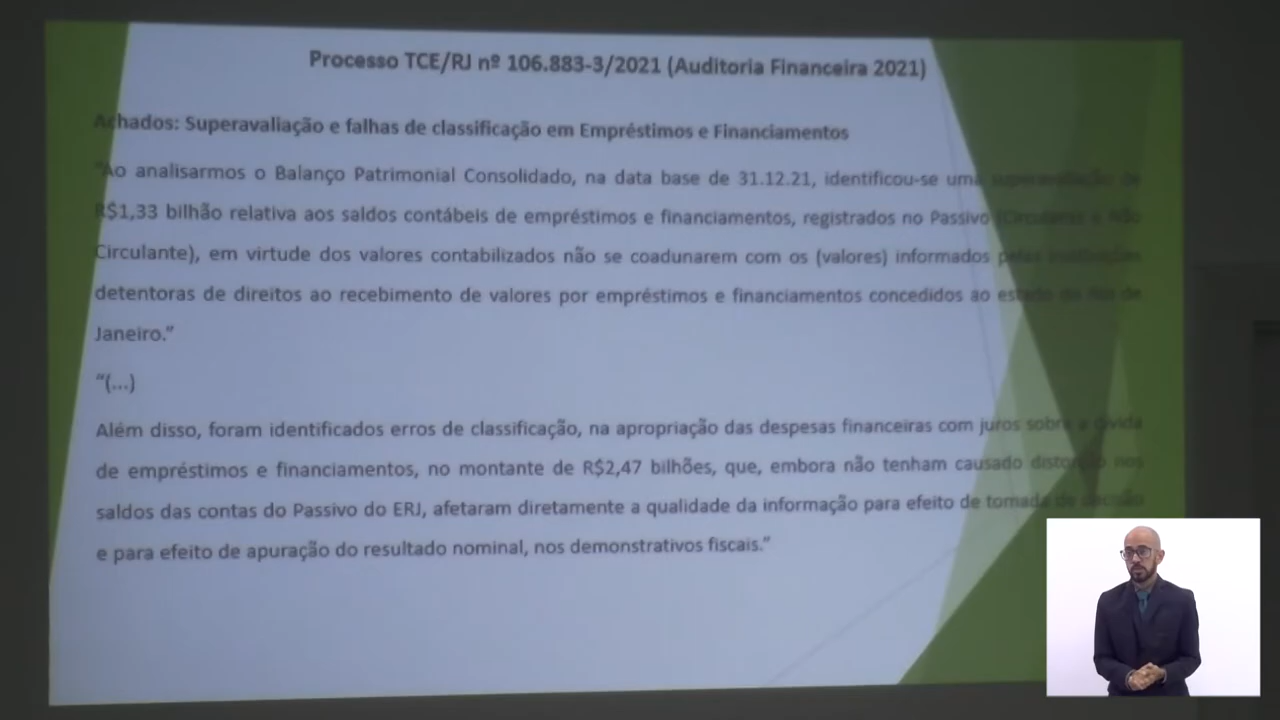 Processo TCE/RJ nº 106.883-3/2021 (Auditoria Financeira 2021)
Achados: Superavaliação e falhas de classificação em Empréstimos e Financiamentos
"Ao analisarmos o Balanço Patrimonial Consolidado, na data base de 31.12.21, identificou-se uma superavaliação de
R$1,33 bilhão relativa aos saldos contábeis de empréstimos e financiamentos, registrados no Passivo (Circulante e Não
Circulante), em virtude dos valores contabilizados não se coadunarem com os (valores) informados pelas instituições
detentoras de direitos ao recebimento de valores por empréstimos e financiamentos concedidos ao estado do Rio de
Janeiro."
"(...)
Além disso, foram identificados erros de classificação, na apropriação das despesas financeiras com juros sobre a dívida
de empréstimos e financiamentos, no montante de R$2,47 bilhões, que, embora não tenham causado distorção nos
saldos das contas do Passivo do ERJ, afetaram diretamente a qualidade da informação para efeito de tomada de decisão
e para efeito de apuração do resultado nominal, nos demonstrativos fiscais."